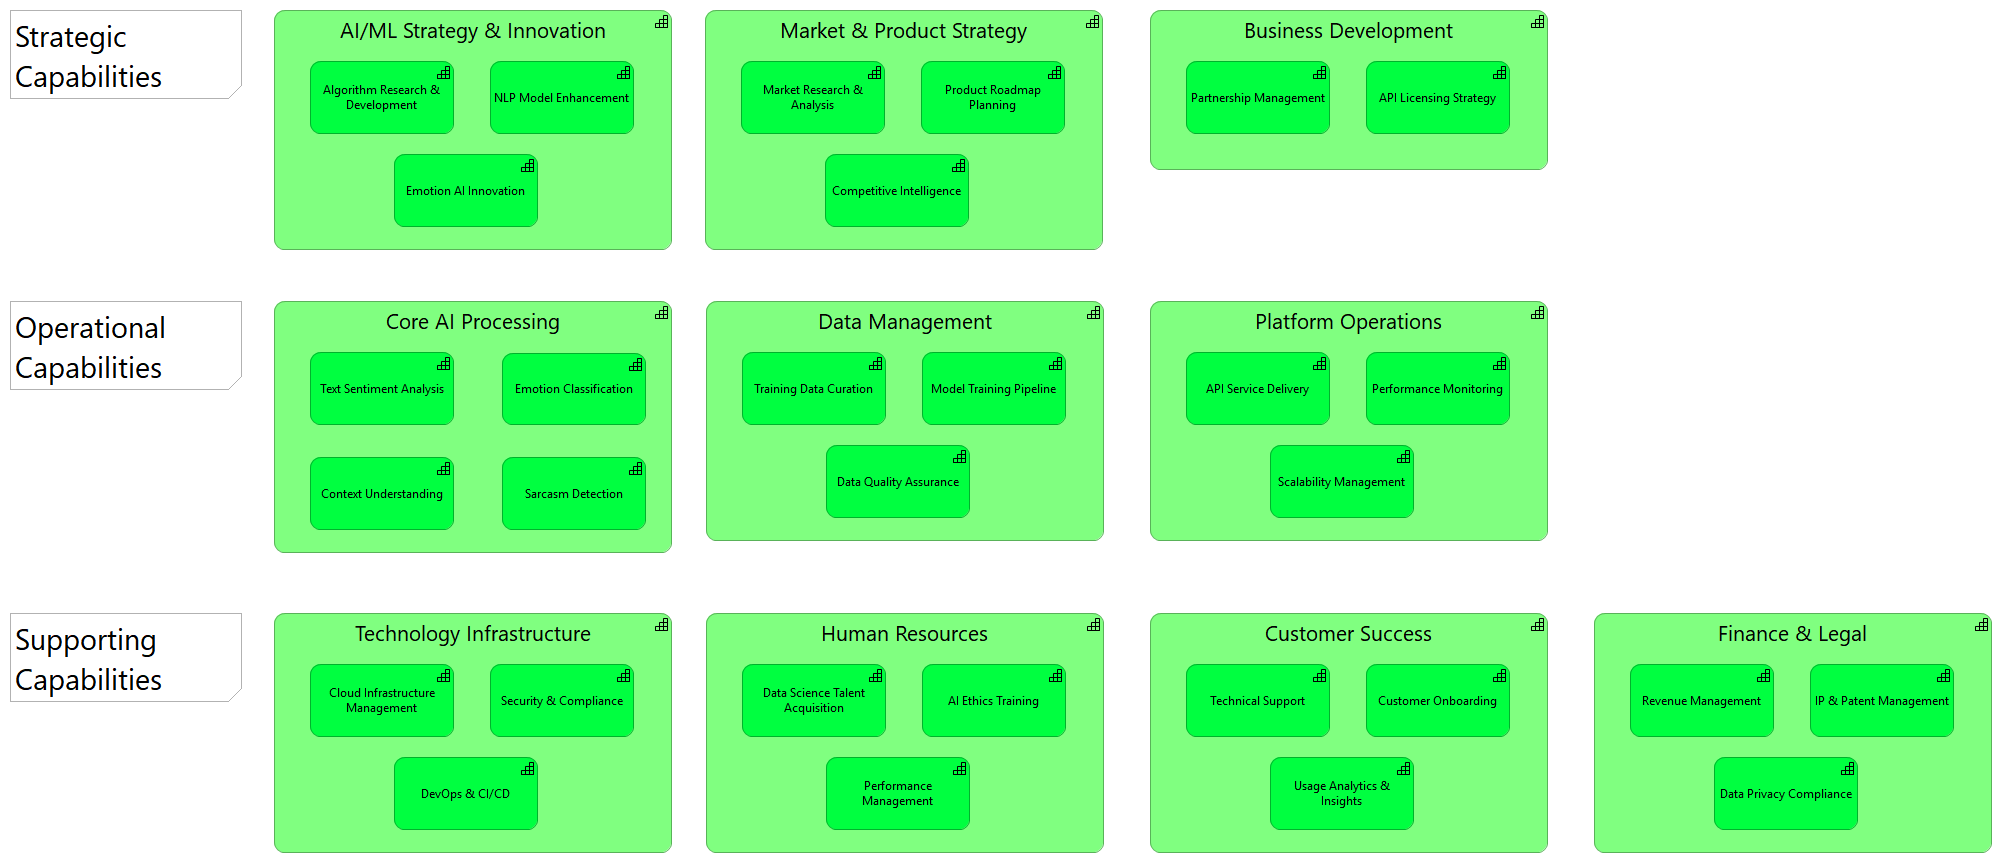 Strategic
Capabilities
AI/ML Strategy & Innovation
Algorithm Research &
Development
NLP Model Enhancement
Emotion AI Innovation
Market & Product Strategy
Market Research &
Analysis
Product Roadmap
Planning
Competitive Intelligence
Business Development
Partnership Management
API Licensing Strategy
Operational
Capabilities
Core AI Processing
Text Sentiment Analysis
Emotion Classification
Context Understanding
Sarcasm Detection
Data Management
Training Data Curation
Model Training Pipeline
Data Quality Assurance
Platform Operations
API Service Delivery
Performance Monitoring
Scalability Management
Supporting
Capabilities
Technology Infrastructure
Cloud Infrastructure
Management
Security & Compliance
DevOps & CI/CD
Human Resources
Data Science Talent
Acquisition
AI Ethics Training
Performance
Management
Customer Success
Technical Support
Customer Onboarding
Usage Analytics &
Insights
Finance & Legal
Revenue Management
IP & Patent Management
Data Privacy Compliance